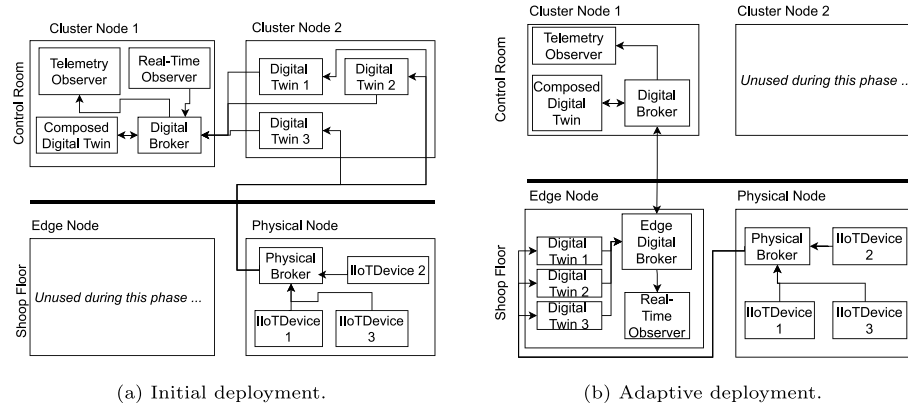 Cluster Node 1
Cluster Node 2
Control Room
Telemetry
Observer
Real-Time
Observer
Composed
Digital Twin
Digital
Broker
Digital
Twin 1
Digital
Twin 2
Digital
Twin 3
Edge Node
Physical Node
Shoop Floor
Unused during this phase ...
Physical
Broker
IIoTDevice 2
IIoTDevice
1
IIoTDevice
3
(a) Initial deployment.
Cluster Node 1
Cluster Node 2
Control Room
Telemetry
Observer
Composed
Digital
Twin
Digital
Broker
Unused during this phase ...
Edge Node
Physical Node
Shoop Floor
Digital
Twin 1
Digital
Twin 2
Digital
Twin 3
Edge
Digital
Broker
Real-
Time
Observer
Physical
Broker
IIoTDevice
2
IIoTDevice
1
IIoTDevice
3
(b) Adaptive deployment.